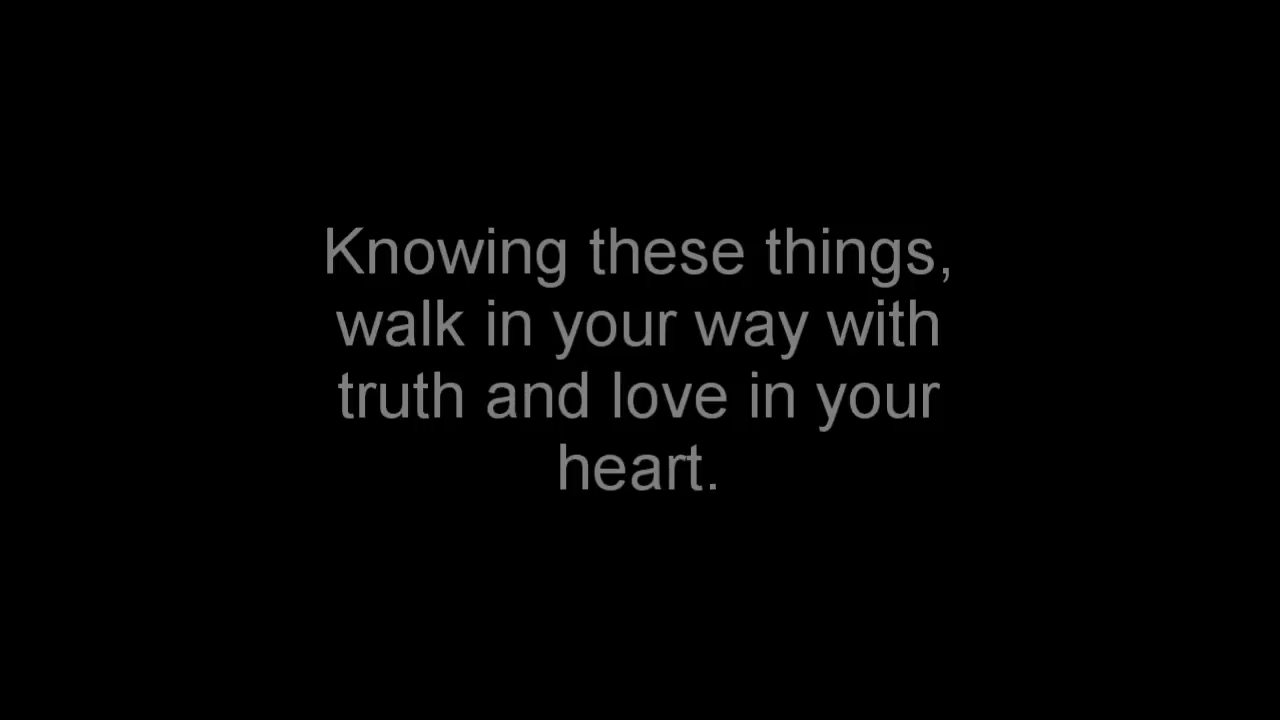 Knowing these things,
walk in your way with
truth and love in your
heart.